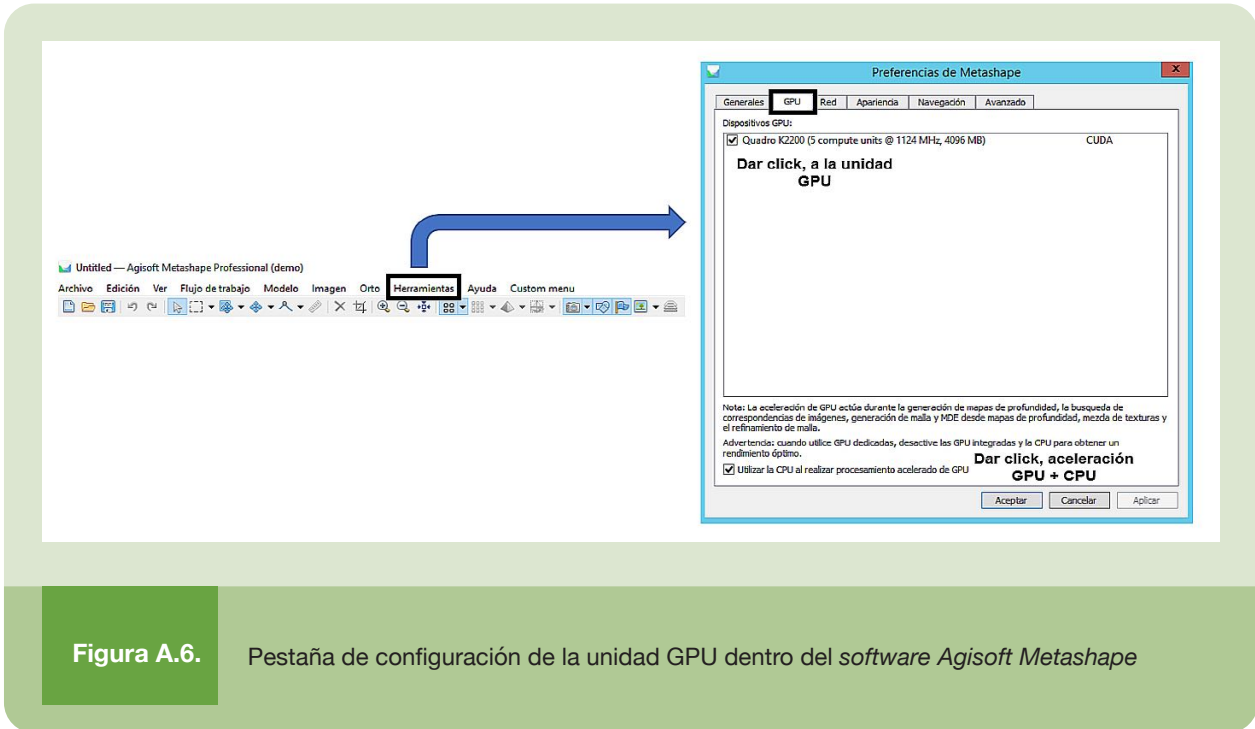 Untitled — Agisoft Metashape Professional (demo)
Archivo Edición Ver Flujo de trabajo Modelo Imagen Orto Herramientas Ayuda Custom menu
Preferencias de Metashape
X
Generales GPU Red Apariencia Navegación Avanzado
Dispositivos GPU:
Quadro K2200 (5 compute units @ 1124 MHz, 4096 MB) CUDA
Dar click, a la unidad
GPU
Nota: La aceleración de GPU actúa durante la generación de mapas de profundidad, la busqueda de
correspondencias de imágenes, generación de malla y MDE desde mapas de profundidad, mezda de texturas y
el refinamiento de malla.
Advertencia: cuando utilice GPU dedicadas, desactive las GPU integradas y la CPU para obtener un
rendimiento óptimo.
Dar click, aceleración
GPU + CPU
Utilizar la CPU al realizar procesamiento acelerado de GPU
Aceptar Cancelar Aplicar
Figura A.6.
Pestaña de configuración de la unidad GPU dentro del software Agisoft Metashape